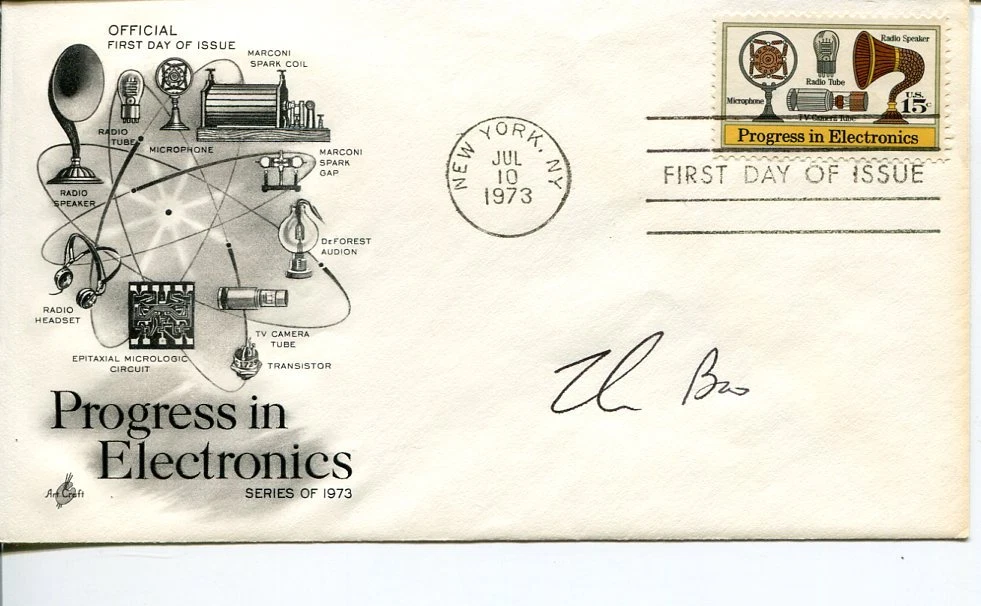 OFFICIAL
FIRST DAY OF ISSUE
MARCONI
SPARK COIL
RADIO
TUBE
MICROPHONE
MARCONI
SPARK
GAP
RADIO
SPEAKER
DeFOREST
AUDION
RADIO
HEADSET
TV CAMERA
TUBE
EPITAXIAL MICROLOGIC
CIRCUIT
TRANSISTOR
Progress in
Electronics
SERIES OF 1973
Art Craft
NEW YORK, NY
JUL
10
1973
Radio Speaker
Radio Tube
Microphone
U.S.
15c
TV Camera Tube
Progress in Electronics
FIRST DAY OF ISSUE